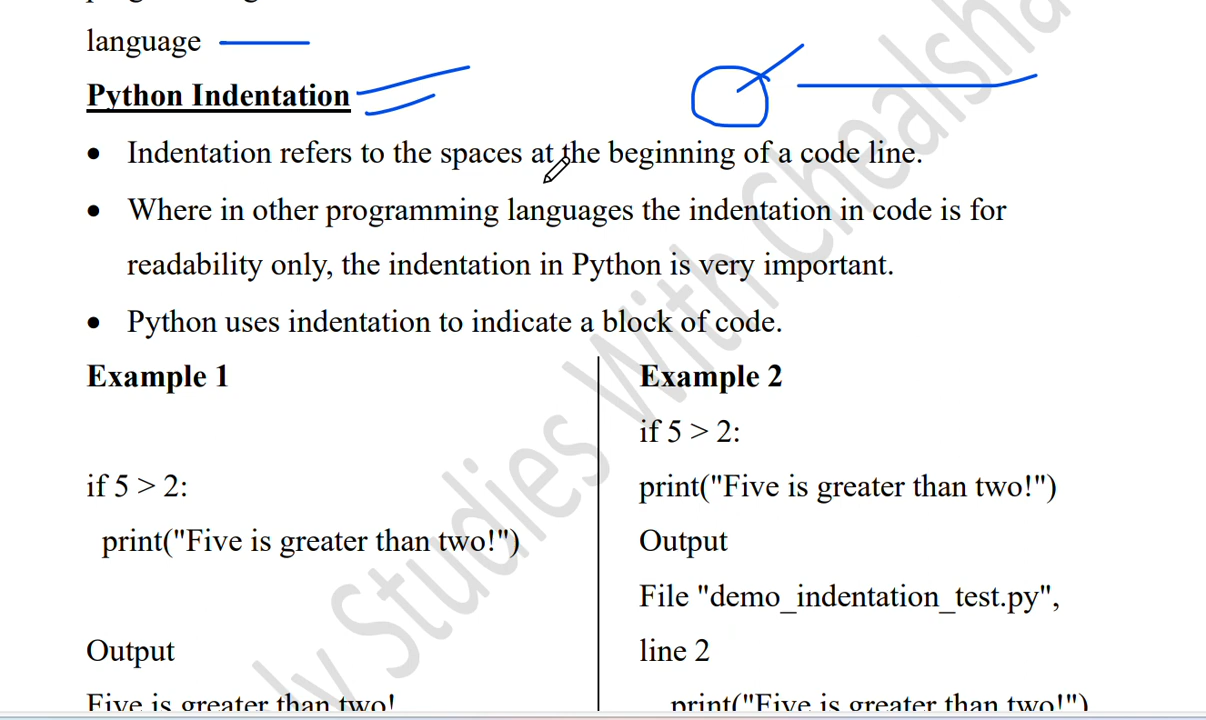 language
Python Indentation
• Indentation refers to the spaces at the beginning of a code line.
• Where in other programming languages the indentation in code is for
readability only, the indentation in Python is very important.
• Python uses indentation to indicate a block of code.
Example 1
if 5 > 2:
  print("Five is greater than two!")
Output
Five is greater than two!
Example 2
if 5 > 2:
print("Five is greater than two!")
Output
File "demo_indentation_test.py",
line 2
    print("Five is greater than two!")
Studies With